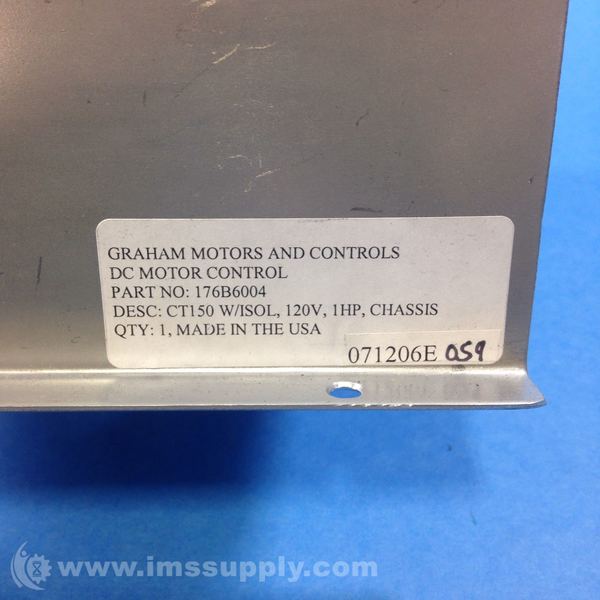 GRAHAM MOTORS AND CONTROLS
DC MOTOR CONTROL
PART NO: 176B6004
DESC: CT150 W/ISOL, 120V, 1HP, CHASSIS
QTY: 1, MADE IN THE USA
071206E 059
www.imssupply.com